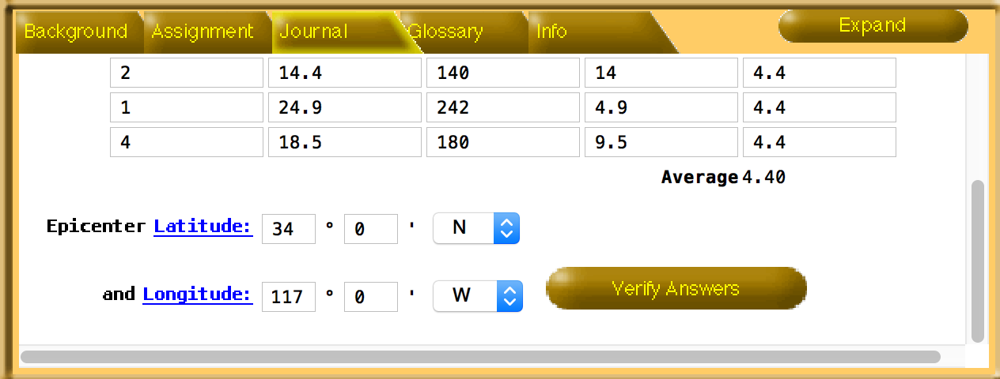 Background Assignment Journal Glossary Info Expand
2 14.4 140 14 4.4
1 24.9 242 4.9 4.4
4 18.5 180 9.5 4.4
Average 4.40
Epicenter Latitude: 34 ° 0 ' N
and Longitude: 117 ° 0 ' W Verify Answers